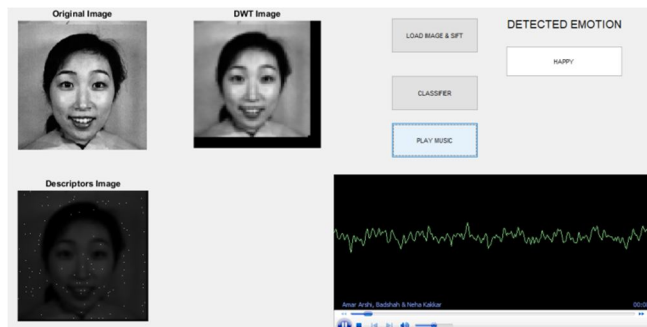 Original Image
DWT Image
LOAD IMAGE & SIFT
DETECTED EMOTION
HAPPY
CLASSIFIER
PLAY MUSIC
Descriptors Image
Amar Arshi, Badshah & Neha Kakkar